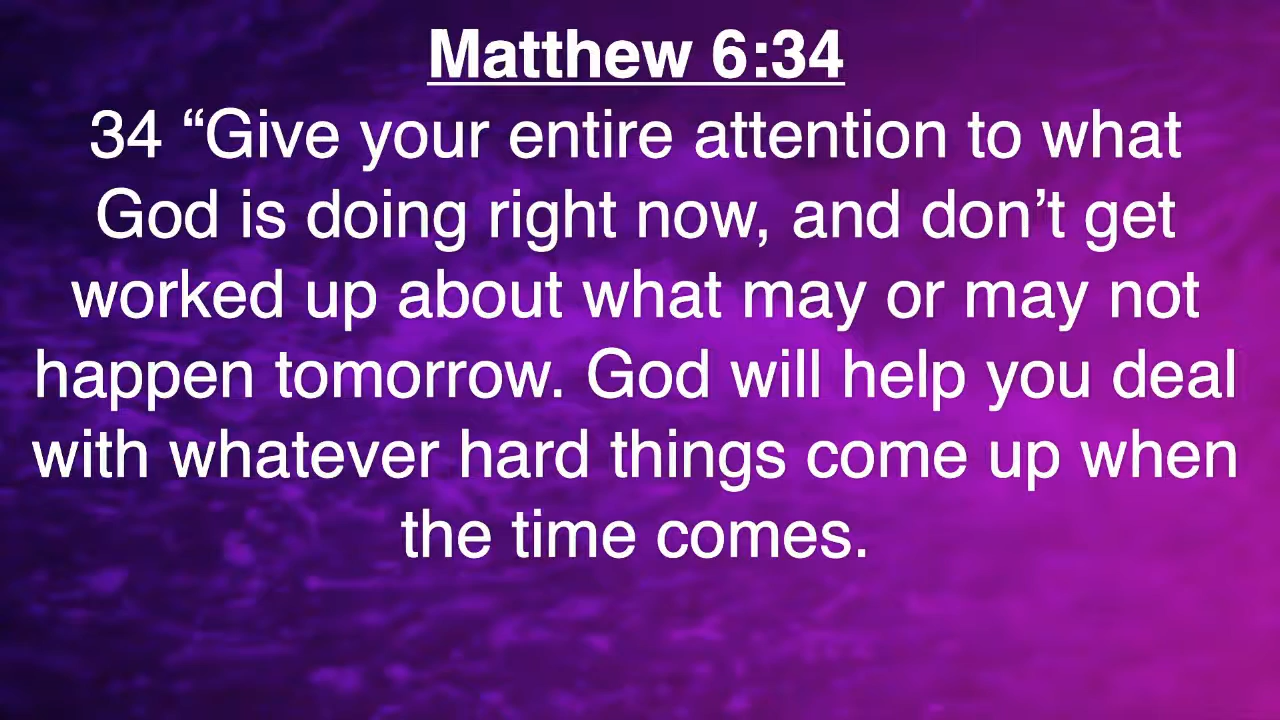 Matthew 6:34
34 “Give your entire attention to what
God is doing right now, and don’t get
worked up about what may or may not
happen tomorrow. God will help you deal
with whatever hard things come up when
the time comes.